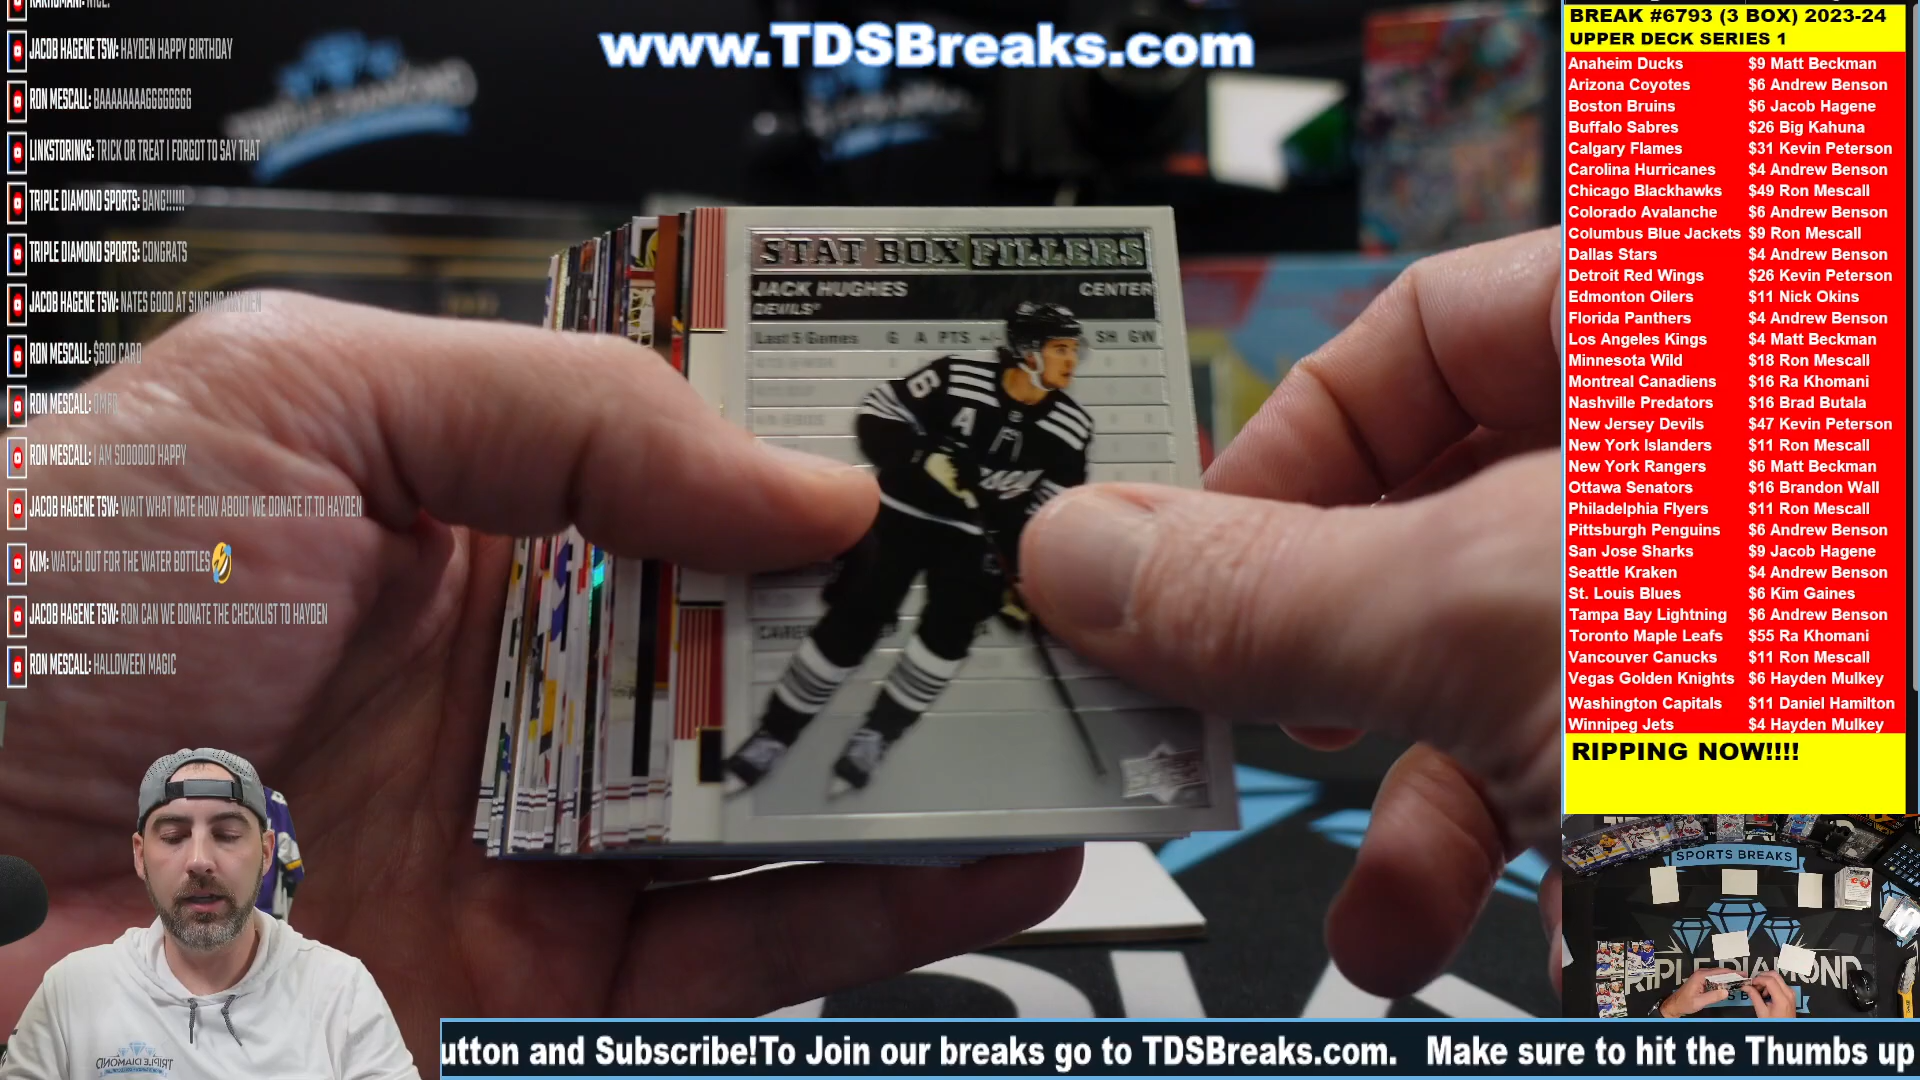 JACOB HAGENE TSW: HAYDEN HAPPY BIRTHDAY
RON MESCALL: BAAAAAAAGGGGGGGG
LINKSTORINKS: TRICK OR TREAT I FORGOT TO SAY THAT
TRIPLE DIAMOND SPORTS: BANG!!!!!!
TRIPLE DIAMOND SPORTS: CONGRATS
JACOB HAGENE TSW: NATES GOOD AT SINGING HAYDEN
RON MESCALL: $600 CARD
RON MESCALL: OMFG
RON MESCALL: I AM SOOOOOO HAPPY
JACOB HAGENE TSW: WAIT WHAT NATE HOW ABOUT WE DONATE IT TO HAYDEN
KIM: WATCH OUT FOR THE WATER BOTTLES🤣
JACOB HAGENE TSW: RON CAN WE DONATE THE CHECKLIST TO HAYDEN
RON MESCALL: HALLOWEEN MAGIC
www.TDSBreaks.com
STAT BOX FILLERS
JACK HUGHES CENTER
DEVILS
Last 5 Games G A PTS +/- SH GW
A
BREAK #6793 (3 BOX) 2023-24
UPPER DECK SERIES 1
Anaheim Ducks $9 Matt Beckman
Arizona Coyotes $6 Andrew Benson
Boston Bruins $6 Jacob Hagene
Buffalo Sabres $26 Big Kahuna
Calgary Flames $31 Kevin Peterson
Carolina Hurricanes $4 Andrew Benson
Chicago Blackhawks $49 Ron Mescall
Colorado Avalanche $6 Andrew Benson
Columbus Blue Jackets $9 Ron Mescall
Dallas Stars $4 Andrew Benson
Detroit Red Wings $26 Kevin Peterson
Edmonton Oilers $11 Nick Okins
Florida Panthers $4 Andrew Benson
Los Angeles Kings $4 Matt Beckman
Minnesota Wild $18 Ron Mescall
Montreal Canadiens $16 Ra Khomani
Nashville Predators $16 Brad Butala
New Jersey Devils $47 Kevin Peterson
New York Islanders $11 Ron Mescall
New York Rangers $6 Matt Beckman
Ottawa Senators $16 Brandon Wall
Philadelphia Flyers $11 Ron Mescall
Pittsburgh Penguins $6 Andrew Benson
San Jose Sharks $9 Jacob Hagene
Seattle Kraken $4 Andrew Benson
St. Louis Blues $6 Kim Gaines
Tampa Bay Lightning $6 Andrew Benson
Toronto Maple Leafs $55 Ra Khomani
Vancouver Canucks $11 Ron Mescall
Vegas Golden Knights $6 Hayden Mulkey
Washington Capitals $11 Daniel Hamilton
Winnipeg Jets $4 Hayden Mulkey
RIPPING NOW!!!!
SPORTS BREAKS
TRIPLE DIAMOND
utton and Subscribe!To Join our breaks go to TDSBreaks.com. Make sure to hit the Thumbs up